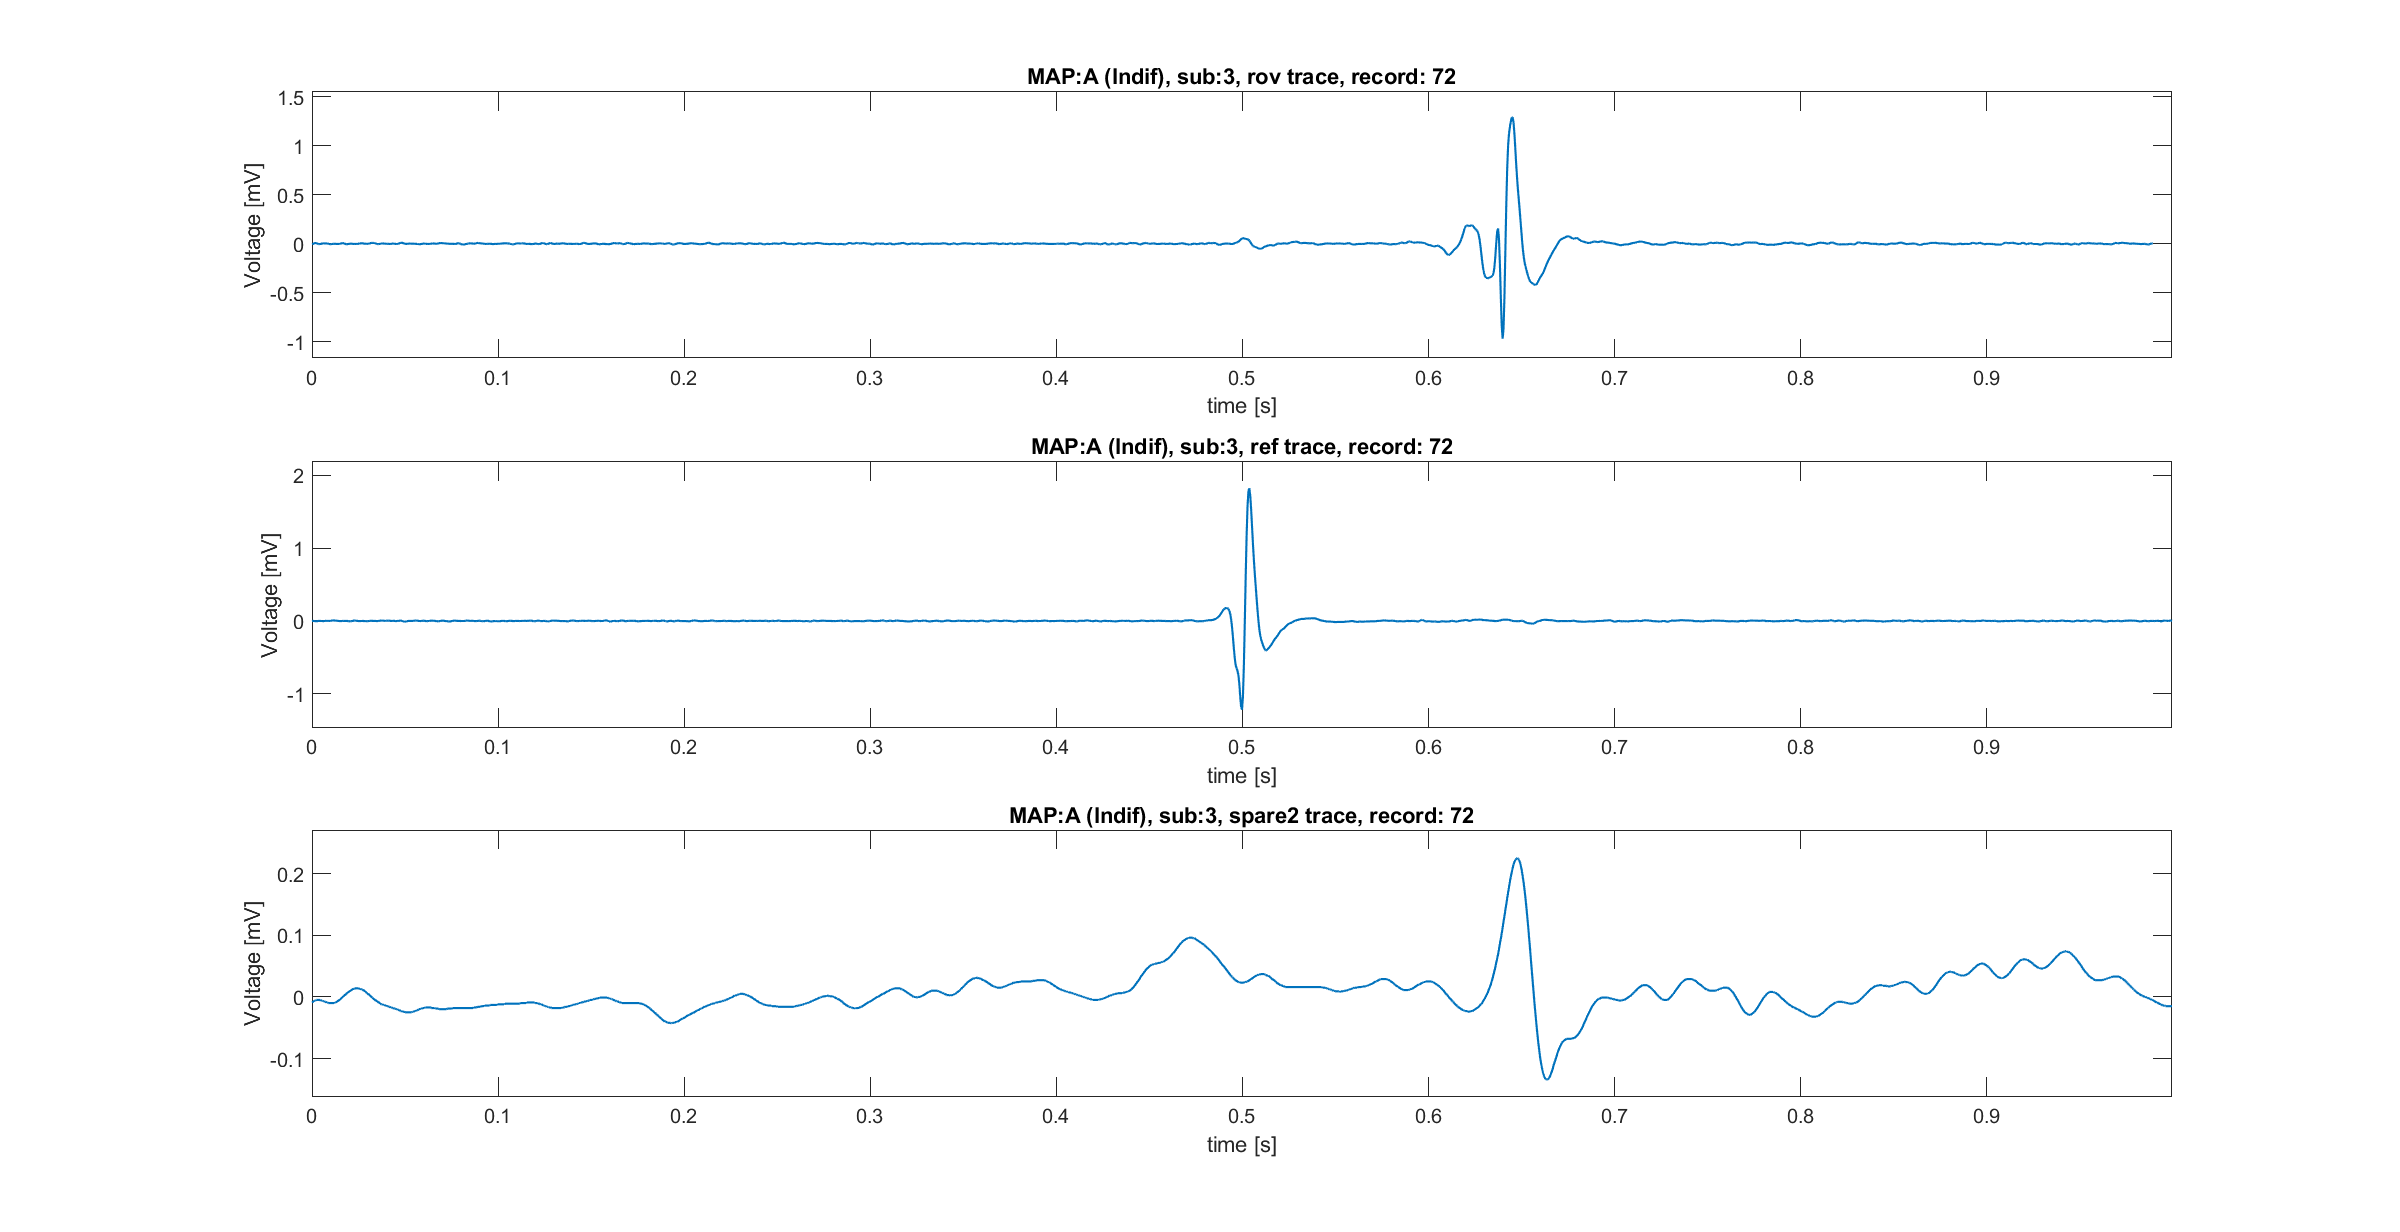 MAP:A (Indif), sub:3, rov trace, record: 72
1.5
1
0.5
0
-0.5
-1
Voltage [mV]
0 0.1 0.2 0.3 0.4 0.5 0.6 0.7 0.8 0.9
time [s]
MAP:A (Indif), sub:3, ref trace, record: 72
2
1
0
-1
Voltage [mV]
0 0.1 0.2 0.3 0.4 0.5 0.6 0.7 0.8 0.9
time [s]
MAP:A (Indif), sub:3, spare2 trace, record: 72
0.2
0.1
0
-0.1
Voltage [mV]
0 0.1 0.2 0.3 0.4 0.5 0.6 0.7 0.8 0.9
time [s]